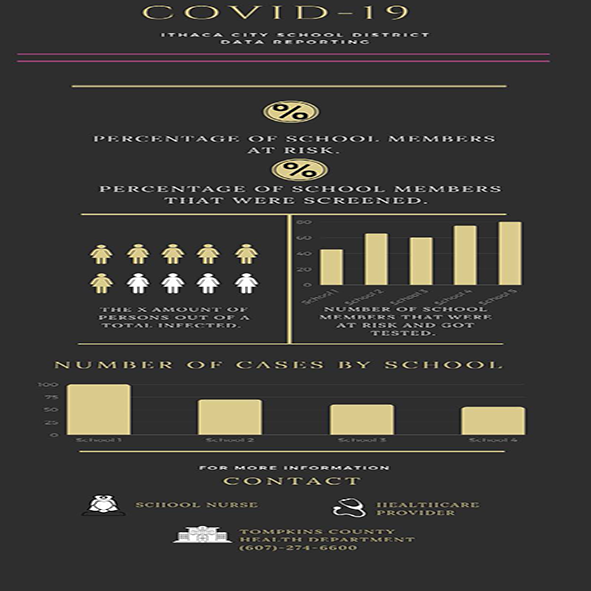 COVID-19
ITHACA CITY SCHOOL DISTRICT
DATA REPORTING
%
PERCENTAGE OF SCHOOL MEMBERS
AT RISK.
%
PERCENTAGE OF SCHOOL MEMBERS
THAT WERE SCREENED.
THE X AMOUNT OF
PERSONS OUT OF A
TOTAL INFECTED.
80
60
40
20
0
School 1 School 2 School 3 School 4 School 5
NUMBER OF SCHOOL
MEMBERS THAT WERE
AT RISK AND GOT
TESTED.
NUMBER OF CASES BY SCHOOL
100
75
50
25
0
School 1 School 2 School 3 School 4
FOR MORE INFORMATION
CONTACT
SCHOOL NURSE
HEALTHCARE
PROVIDER
TOMPKINS COUNTY
HEALTH DEPARTMENT
(607)-274-6600